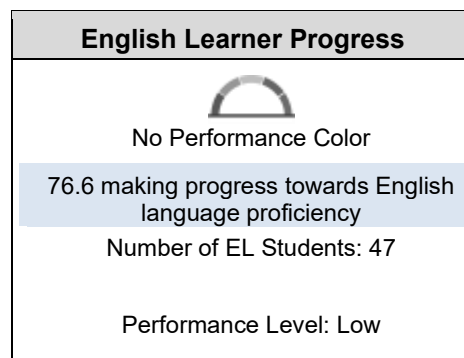 English Learner Progress
No Performance Color
76.6 making progress towards English
language proficiency
Number of EL Students: 47
Performance Level: Low